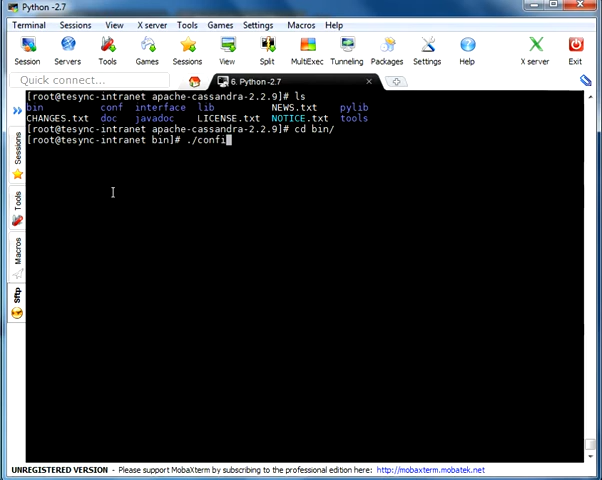 Python -2.7
Terminal Sessions View X server Tools Games Settings Macros Help
Session Servers Tools Games Sessions View Split MultiExec Tunneling Packages Settings Help X server Exit
Quick connect...
6. Python -2.7
[root@tesync-intranet apache-cassandra-2.2.9]# ls
bin conf interface lib NEWS.txt pylib
CHANGES.txt doc javadoc LICENSE.txt NOTICE.txt tools
[root@tesync-intranet apache-cassandra-2.2.9]# cd bin/
[root@tesync-intranet bin]# ./confi
Sessions
Tools
Macros
Sftp
UNREGISTERED VERSION - Please support MobaXterm by subscribing to the professional edition here: http://mobaxterm.mobatek.net